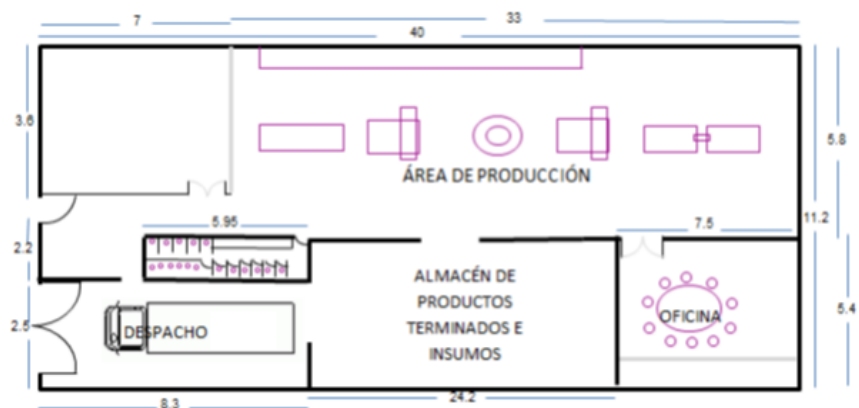 7
33
40
3.6
5.8
ÁREA DE PRODUCCIÓN
5.95
7.5
11.2
2.2
ALMACÉN DE
PRODUCTOS
TERMINADOS E
INSUMOS
2.5
DESPACHO
OFICINA
5.4
8.3
24.2